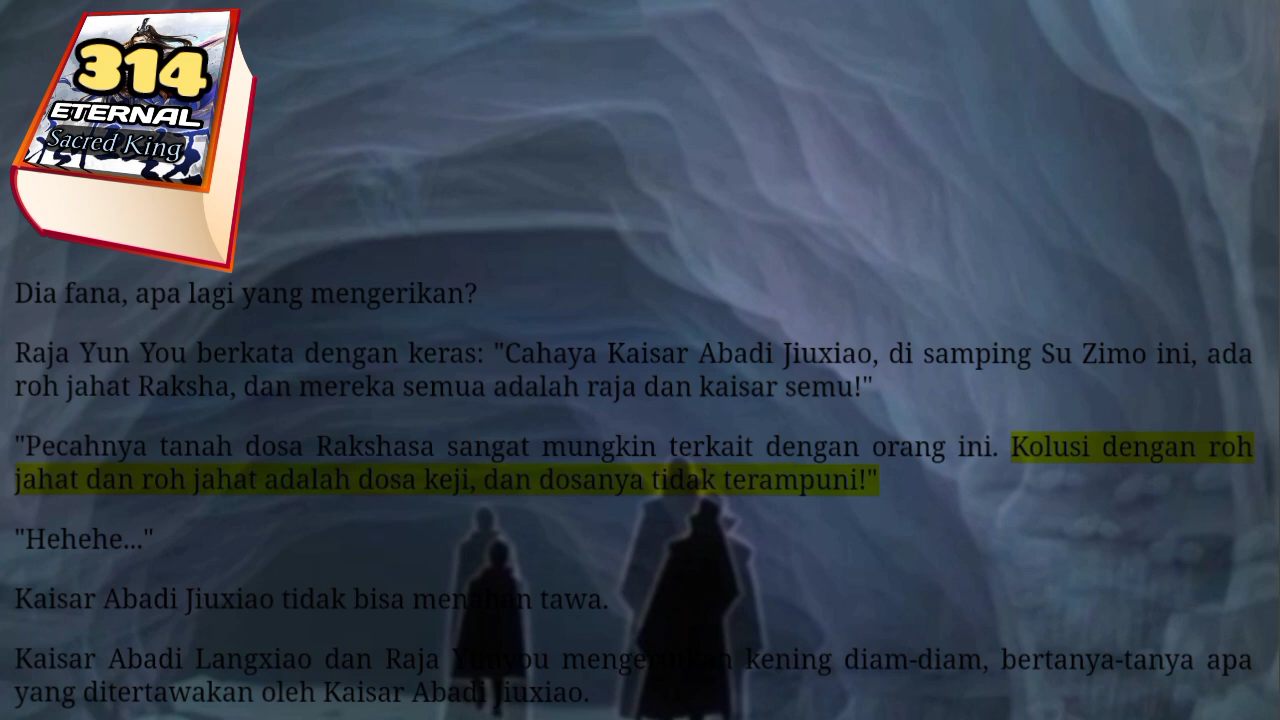 314
ETERNAL
Sacred King
Dia fana, apa lagi yang mengerikan?
Raja Yun You berkata dengan keras: "Cahaya Kaisar Abadi Jiuxiao, di samping Su Zimo ini, ada
roh jahat Raksha, dan mereka semua adalah raja dan kaisar semu!"
"Pecahnya tanah dosa Rakshasa sangat mungkin terkait dengan orang ini. Kolusi dengan roh
jahat dan roh jahat adalah dosa keji, dan dosanya tidak terampuni!"
"Hehehe..."
Kaisar Abadi Jiuxiao tidak bisa menahan tawa.
Kaisar Abadi Langxiao dan Raja Yunyou mengerutkan kening diam-diam, bertanya-tanya apa
yang ditertawakan oleh Kaisar Abadi Jiuxiao.